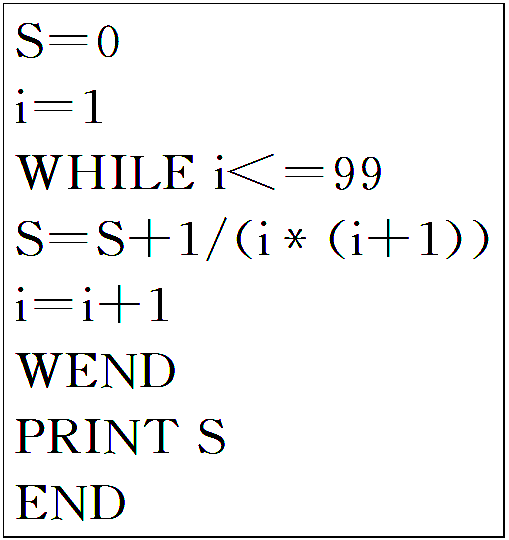 S=0
i=1
WHILE i<=99
S=S+1/(i*(i+1))
i=i+1
WEND
PRINT S
END